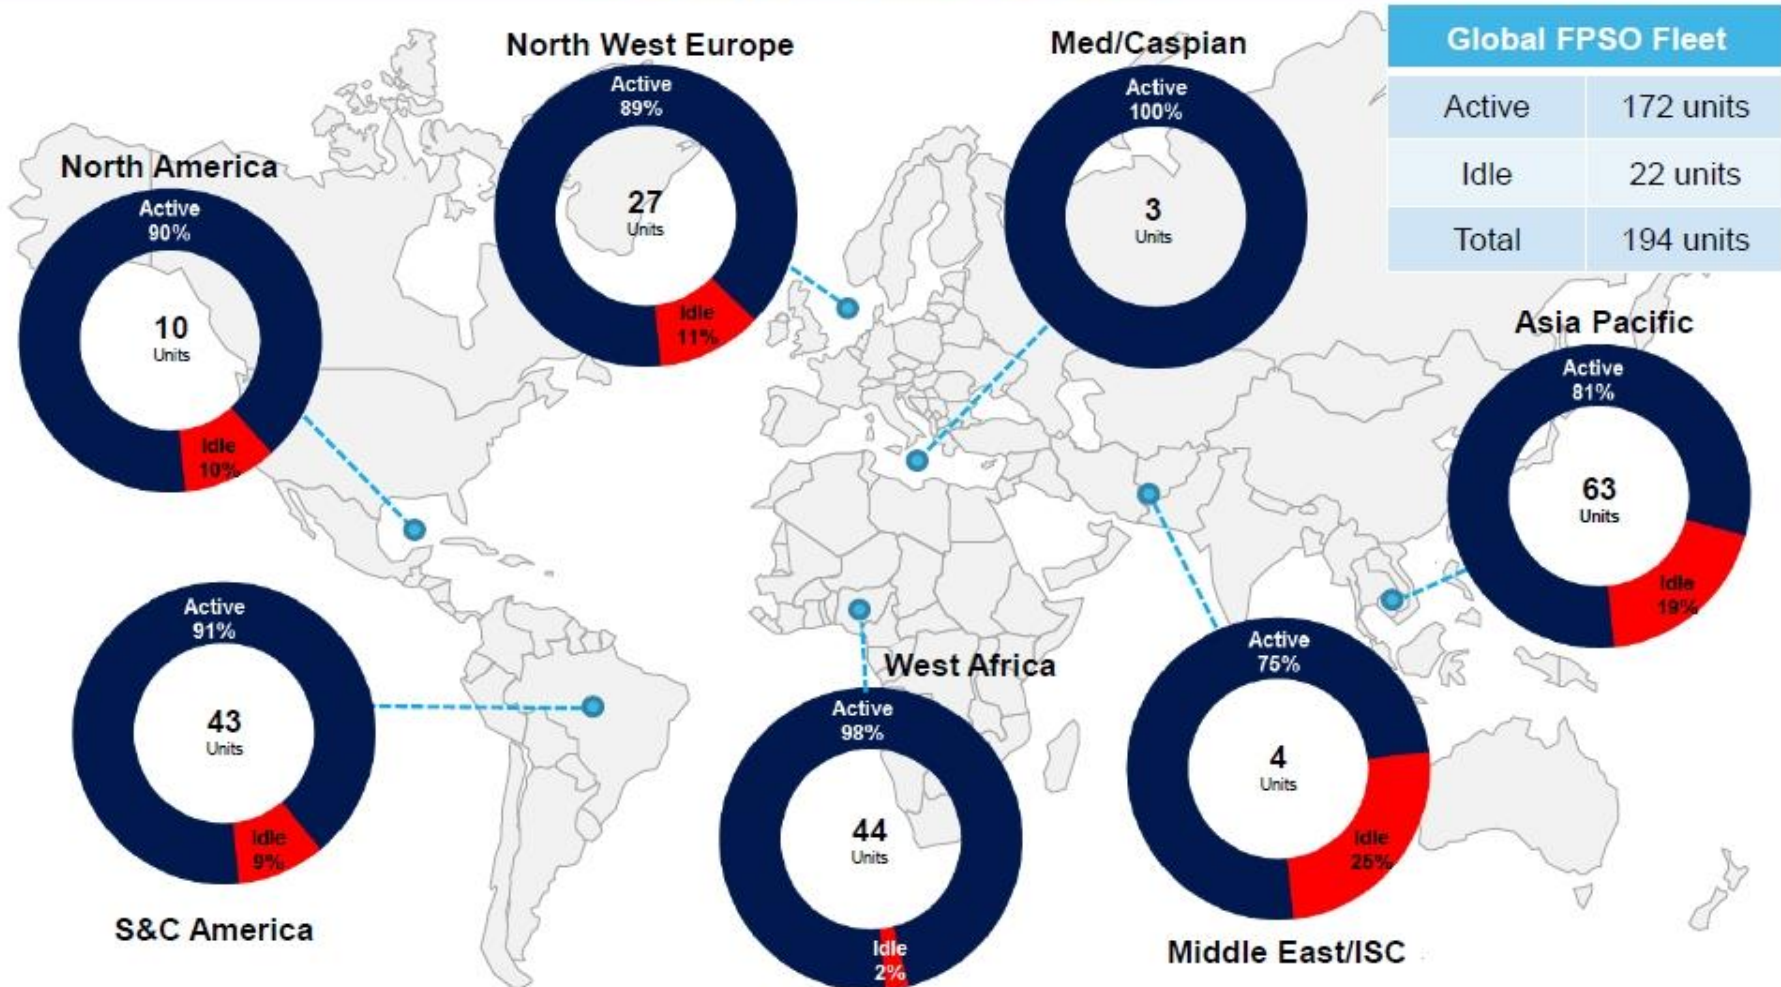 North West Europe
Active
89%
27
Units
Idle
11%
Med/Caspian
Active
100%
3
Units
Global FPSO Fleet
Active 172 units
Idle 22 units
Total 194 units
North America
Active
90%
10
Units
Idle
10%
Asia Pacific
Active
81%
63
Units
Idle
19%
Active
91%
43
Units
Idle
9%
S&C America
West Africa
Active
98%
44
Units
Idle
2%
Active
75%
4
Units
Idle
25%
Middle East/ISC